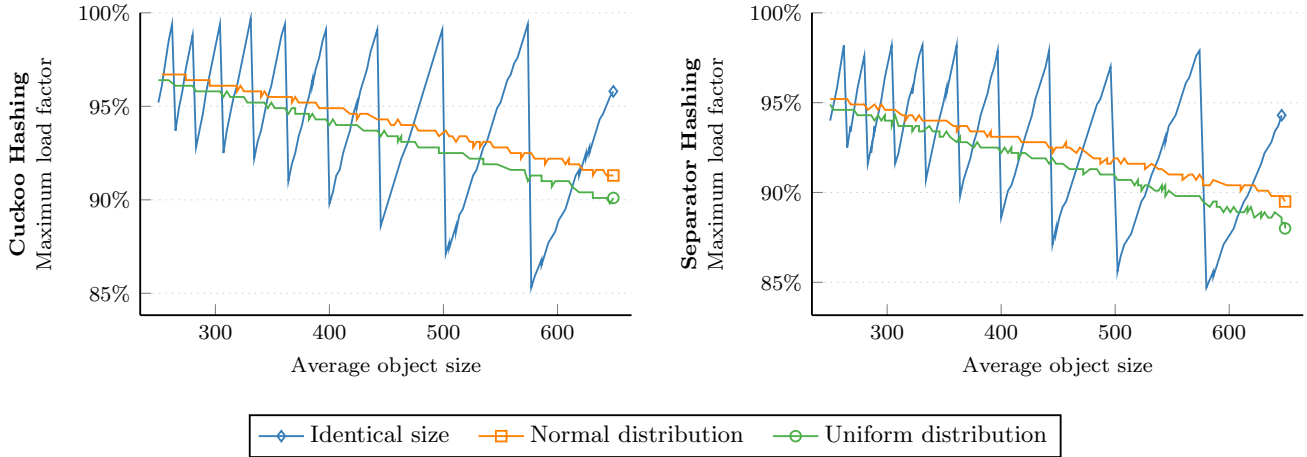 Cuckoo Hashing
Maximum load factor
100%
95%
90%
85%
300 400 500 600
Average object size
Separator Hashing
Maximum load factor
100%
95%
90%
85%
300 400 500 600
Average object size
Identical size Normal distribution Uniform distribution